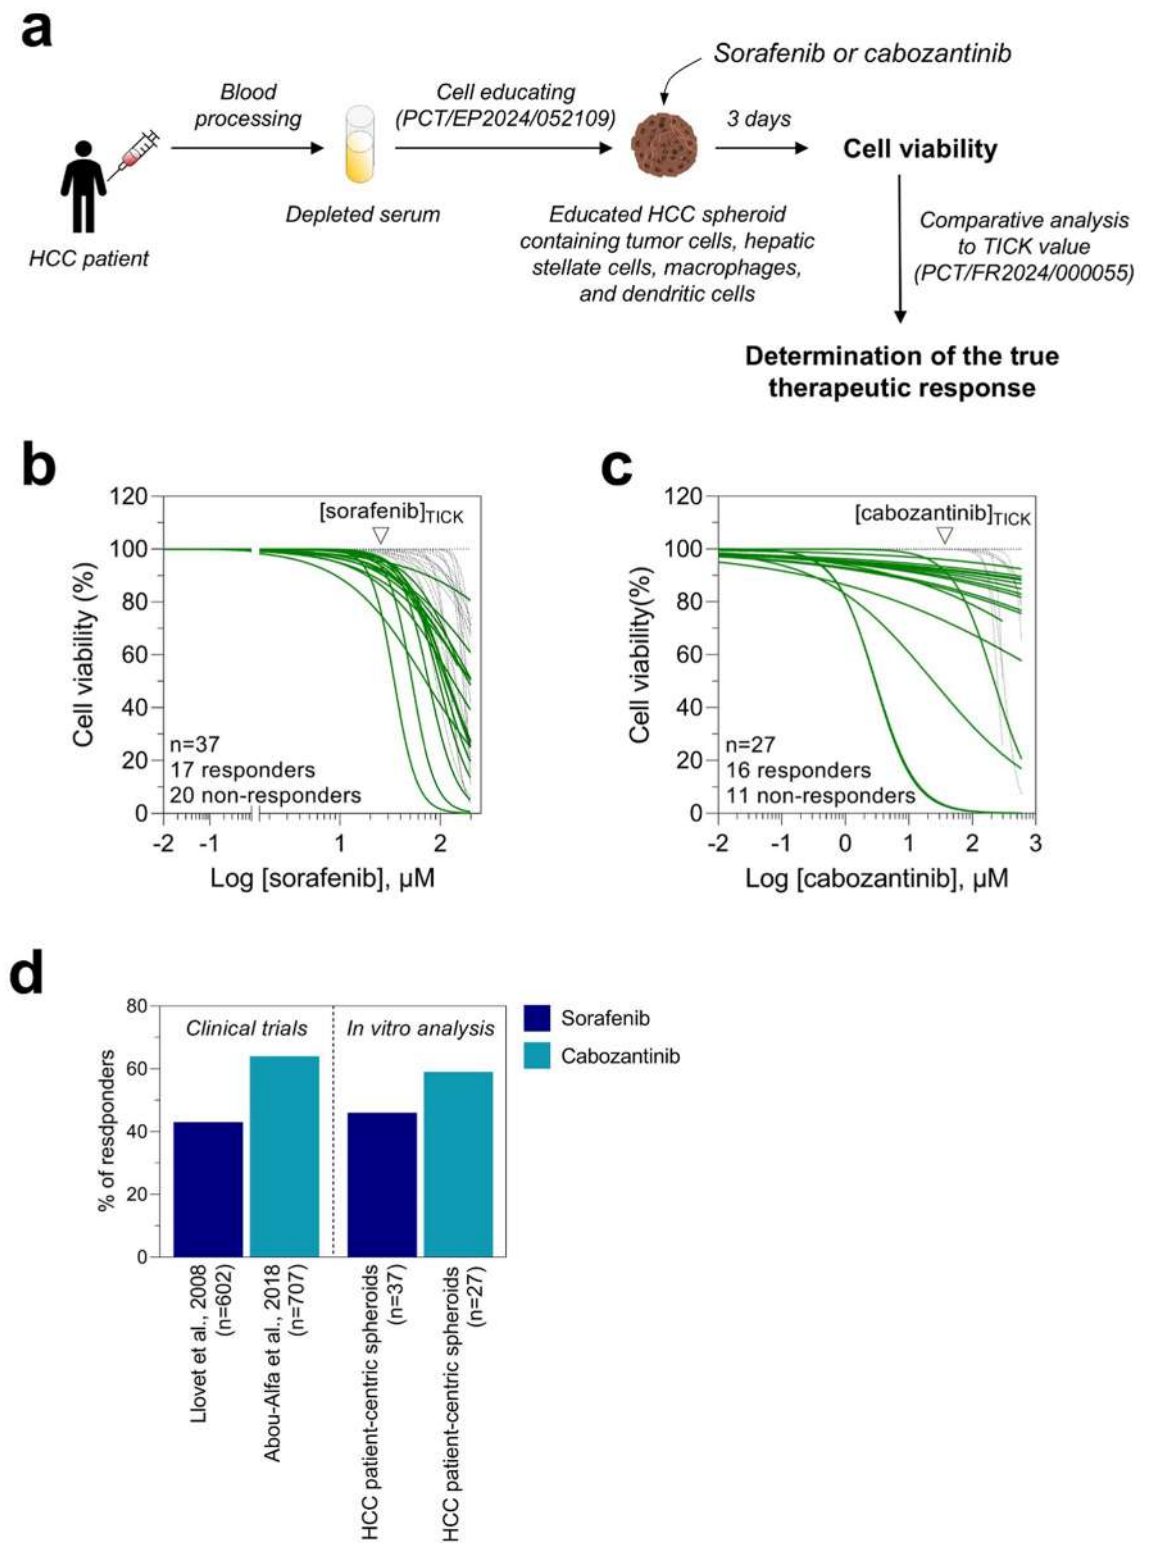 a
Sorafenib or cabozantinib
Blood
processing
Cell educating
(PCT/EP2024/052109)
3 days
Cell viability
HCC patient
Depleted serum
Educated HCC spheroid
containing tumor cells, hepatic
stellate cells, macrophages,
and dendritic cells
Comparative analysis
to TICK value
(PCT/FR2024/000055)
Determination of the true
therapeutic response
b
120
100
80
60
40
20
0
Cell viability (%)
[sorafenib]TICK
n=37
17 responders
20 non-responders
-2 -1 1 2
Log [sorafenib], µM
c
120
100
80
60
40
20
0
Cell viability(%)
[cabozantinib]TICK
n=27
16 responders
11 non-responders
-2 -1 0 1 2 3
Log [cabozantinib], µM
d
80
60
40
20
0
% of resdponders
Clinical trials
In vitro analysis
Sorafenib
Cabozantinib
Llovet et al., 2008
(n=602)
Abou-Alfa et al., 2018
(n=707)
HCC patient-centric spheroids
(n=37)
HCC patient-centric spheroids
(n=27)